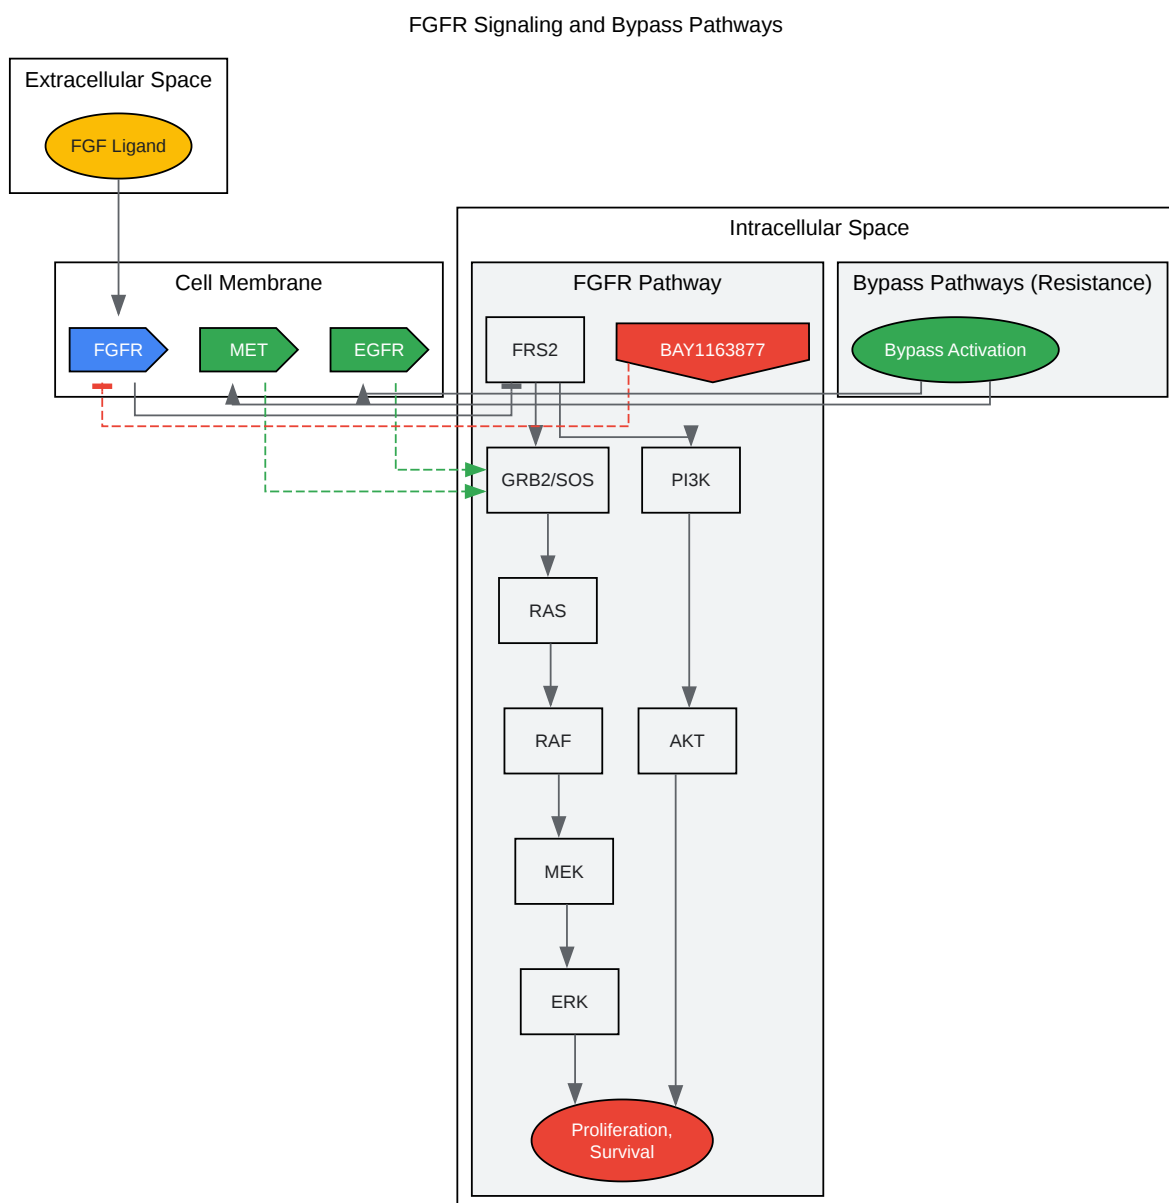 FGFR Signaling and Bypass Pathways
Extracellular Space
FGF Ligand
Intracellular Space
Cell Membrane
FGFR Pathway
Bypass Pathways (Resistance)
FGFR
MET
EGFR
FRS2
BAY1163877
Bypass Activation
GRB2/SOS
PI3K
RAS
RAF
AKT
MEK
ERK
Proliferation,
Survival